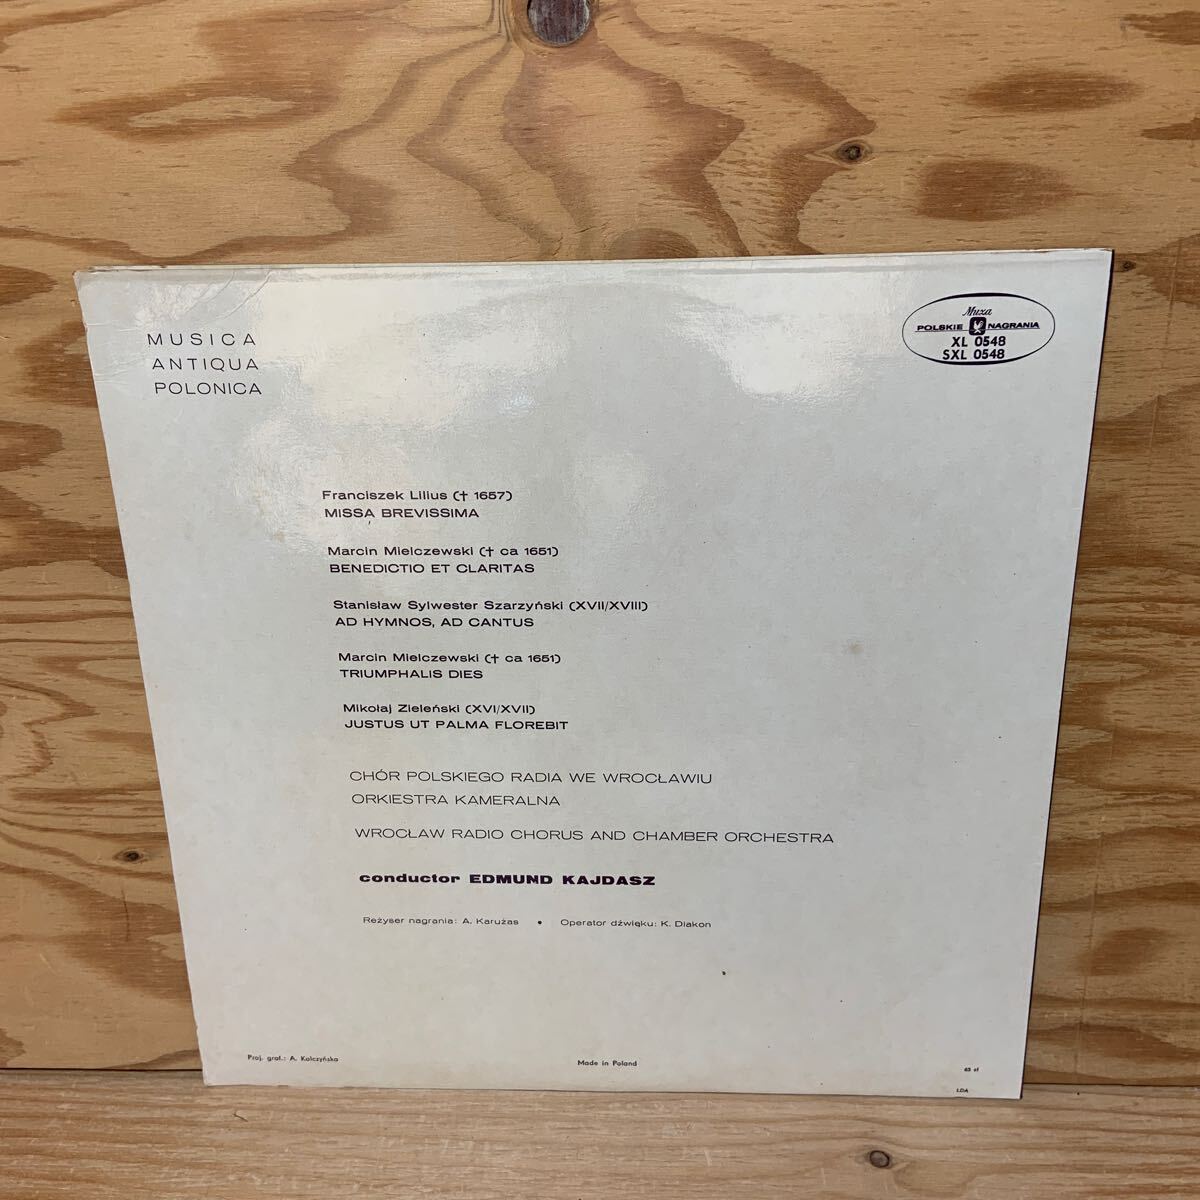 MUSICA
ANTIQUA
POLONICA
Muza
POLSKIE NAGRANIA
XL 0548
SXL 0548
Franciszek Lilius († 1657)
MISSA BREVISSIMA
Marcin Mielczewski († ca 1651)
BENEDICTIO ET CLARITAS
Stanisław Sylwester Szarzyński (XVII/XVIII)
AD HYMNOS, AD CANTUS
Marcin Mielczewski († ca 1651)
TRIUMPHALIS DIES
Mikołaj Zieleński (XVI/XVII)
JUSTUS UT PALMA FLOREBIT
CHÓR POLSKIEGO RADIA WE WROCŁAWIU
ORKIESTRA KAMERALNA
WROCŁAW RADIO CHORUS AND CHAMBER ORCHESTRA
conductor EDMUND KAJDASZ
Reżyser nagrania: A. Karużas • Operator dźwięku: K. Diakon
Proj. graf.: A. Kalczyńska
Made in Poland
63 zł
LDA